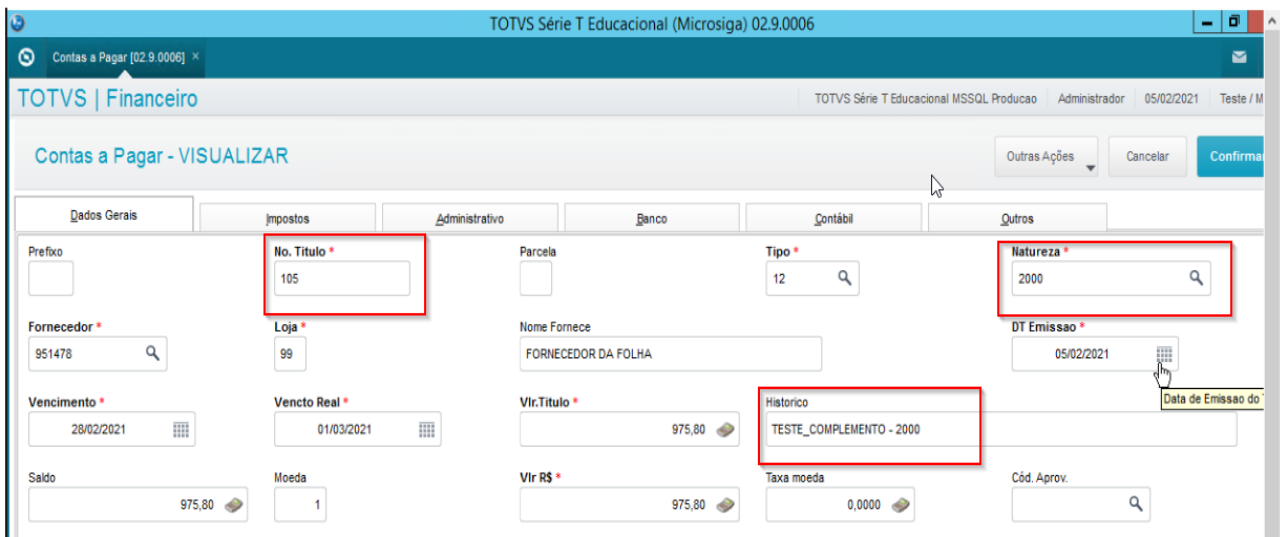 TOTVS Série T Educacional (Microsiga) 02.9.0006
Contas a Pagar [02.9.0006] ×
TOTVS | Financeiro
TOTVS Série T Educacional MSSQL Producao Administrador 05/02/2021 Teste / M
Contas a Pagar - VISUALIZAR
Outras Ações Cancelar Confirmar
Dados Gerais Impostos Administrativo Banco Contábil Outros
Prefixo No. Titulo * Parcela Tipo * Natureza *
105 12 2000
Fornecedor * Loja * Nome Fornece DT Emissao *
951478 99 FORNECEDOR DA FOLHA 05/02/2021
Vencimento * Vencto Real * Vlr.Titulo * Historico Data de Emissao do
28/02/2021 01/03/2021 975,80 TESTE_COMPLEMENTO - 2000
Saldo Moeda Vlr R$ * Taxa moeda Cód. Aprov.
975,80 1 975,80 0,0000